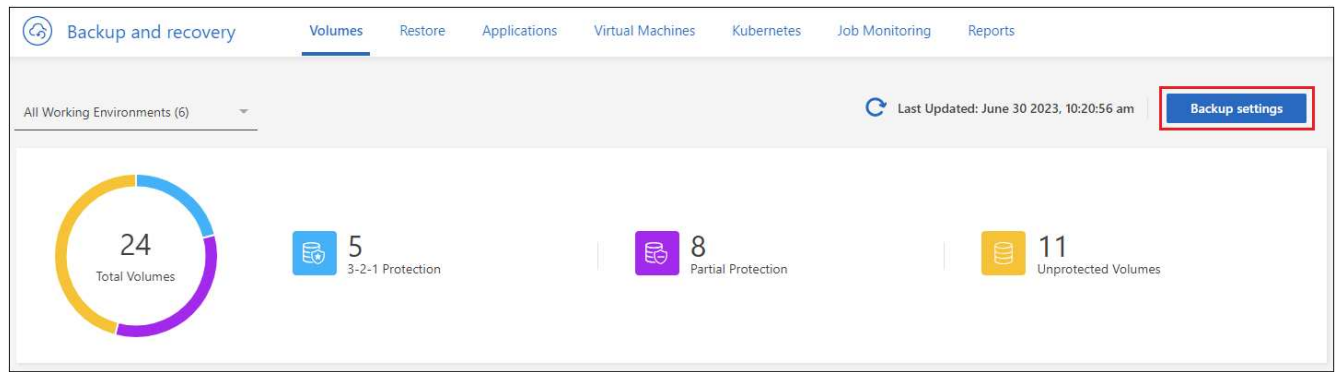 Backup and recovery Volumes Restore Applications Virtual Machines Kubernetes Job Monitoring Reports
All Working Environments (6) Last Updated: June 30 2023, 10:20:56 am Backup settings
24
Total Volumes
5
3-2-1 Protection
8
Partial Protection
11
Unprotected Volumes